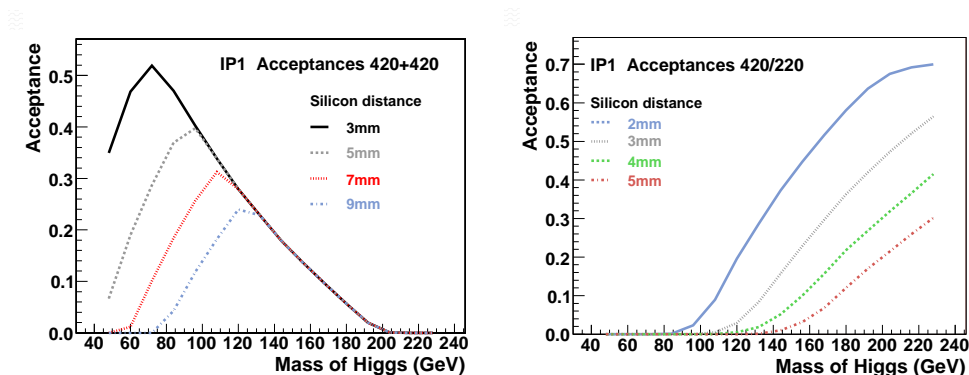 IP1 Acceptances 420+420
Silicon distance
3mm
5mm
7mm
9mm
Acceptance
0.5
0.4
0.3
0.2
0.1
0.0
40 60 80 100 120 140 160 180 200 220 240
Mass of Higgs (GeV)
IP1 Acceptances 420/220
Silicon distance
2mm
3mm
4mm
5mm
Acceptance
0.7
0.6
0.5
0.4
0.3
0.2
0.1
0.0
40 60 80 100 120 140 160 180 200 220 240
Mass of Higgs (GeV)